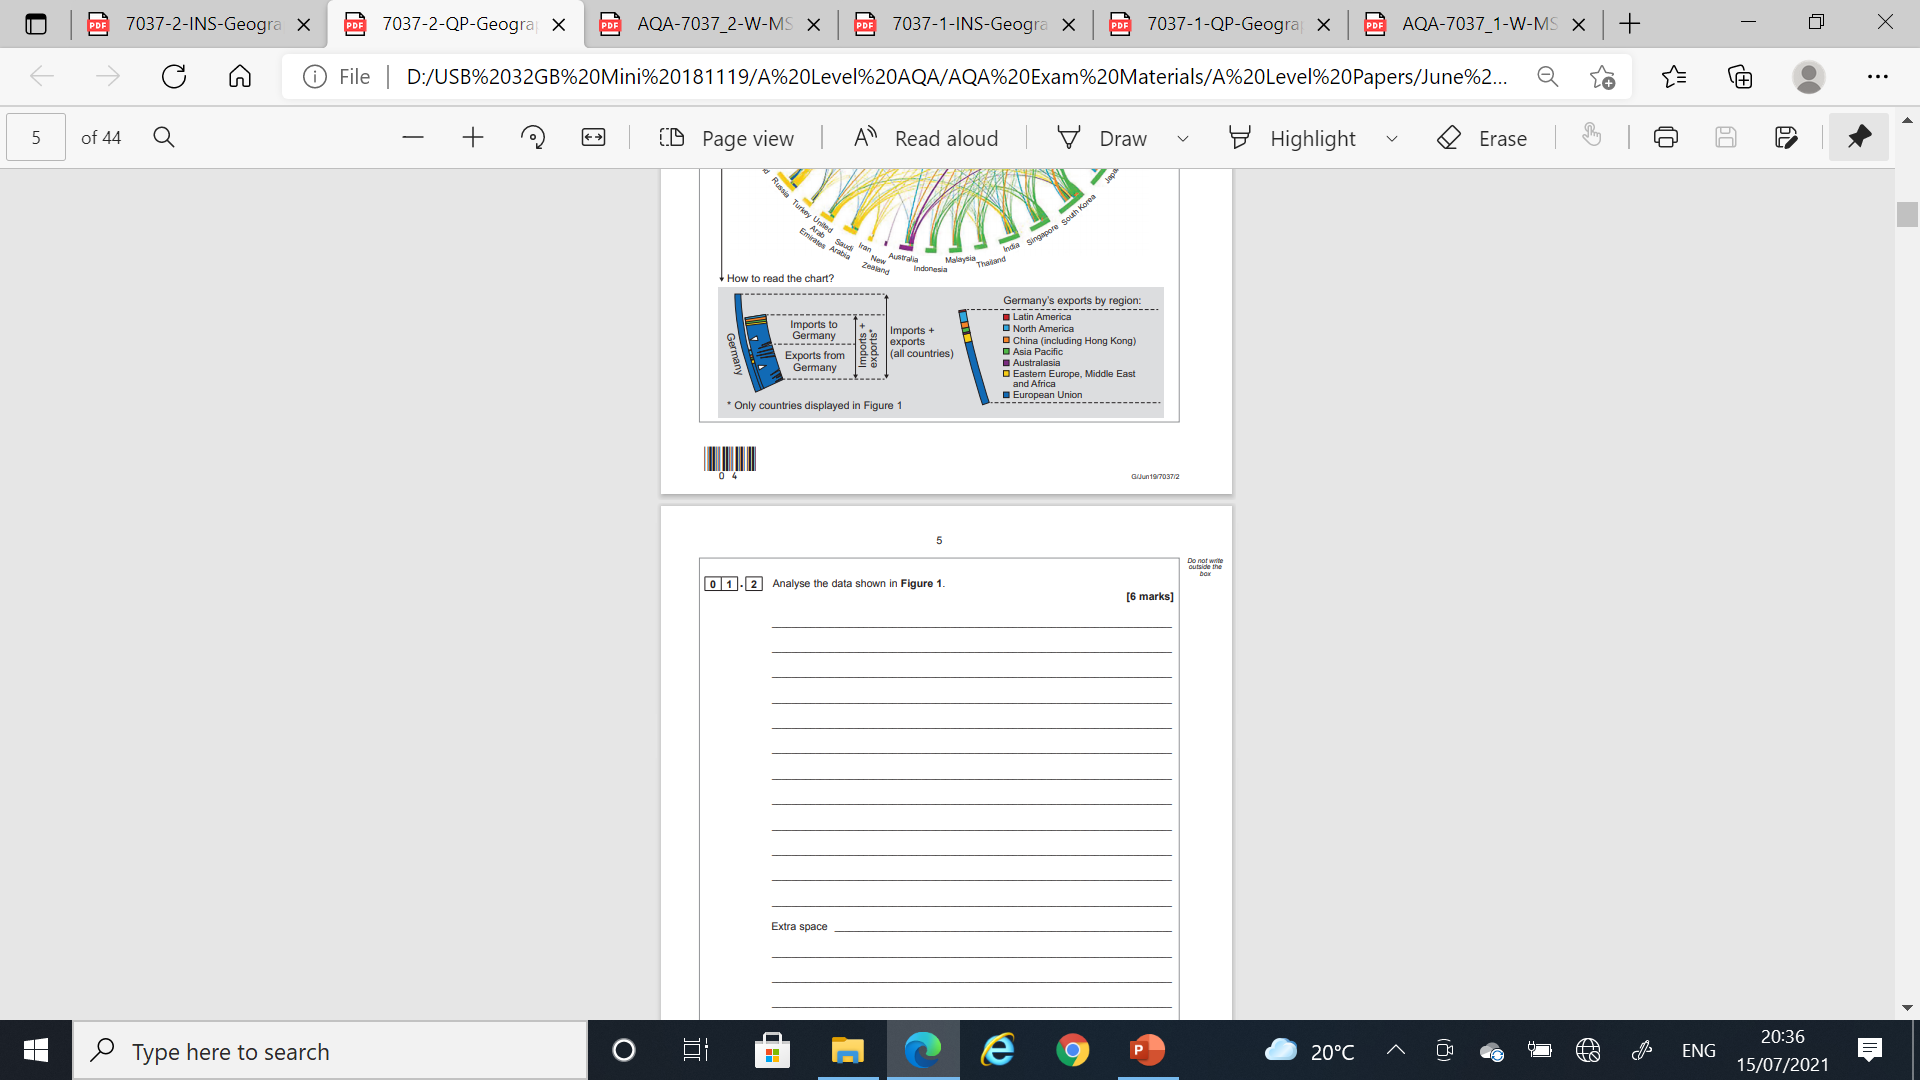 7037-2-INS-Geogra
7037-2-QP-Geogra
AQA-7037_2-W-MS
7037-1-INS-Geogra
7037-1-QP-Geogra
AQA-7037_1-W-MS
File
D:/USB%2032GB%20Mini%20181119/A%20Level%20AQA/AQA%20Exam%20Materials/A%20Level%20Papers/June%2...
5 of 44
Page view
Read aloud
Draw
Highlight
Erase
Russia
Turkey
United
Arab
Emirates
Saudi
Arabia
Iran
New
Zealand
Australia
Indonesia
Malaysia
Thailand
India
Singapore
South Korea
How to read the chart?
Germany
Imports to
Germany
Exports from
Germany
Imports +
exports*
Imports +
exports
(all countries)
* Only countries displayed in Figure 1
Germany's exports by region:
Latin America
North America
China (including Hong Kong)
Asia Pacific
Australasia
Eastern Europe, Middle East
and Africa
European Union
0 4
G/Jun19/7037/2
5
Do not write
outside the
box
0 1 . 2 Analyse the data shown in Figure 1.
[6 marks]
Extra space
Type here to search
20°C
ENG
20:36
15/07/2021